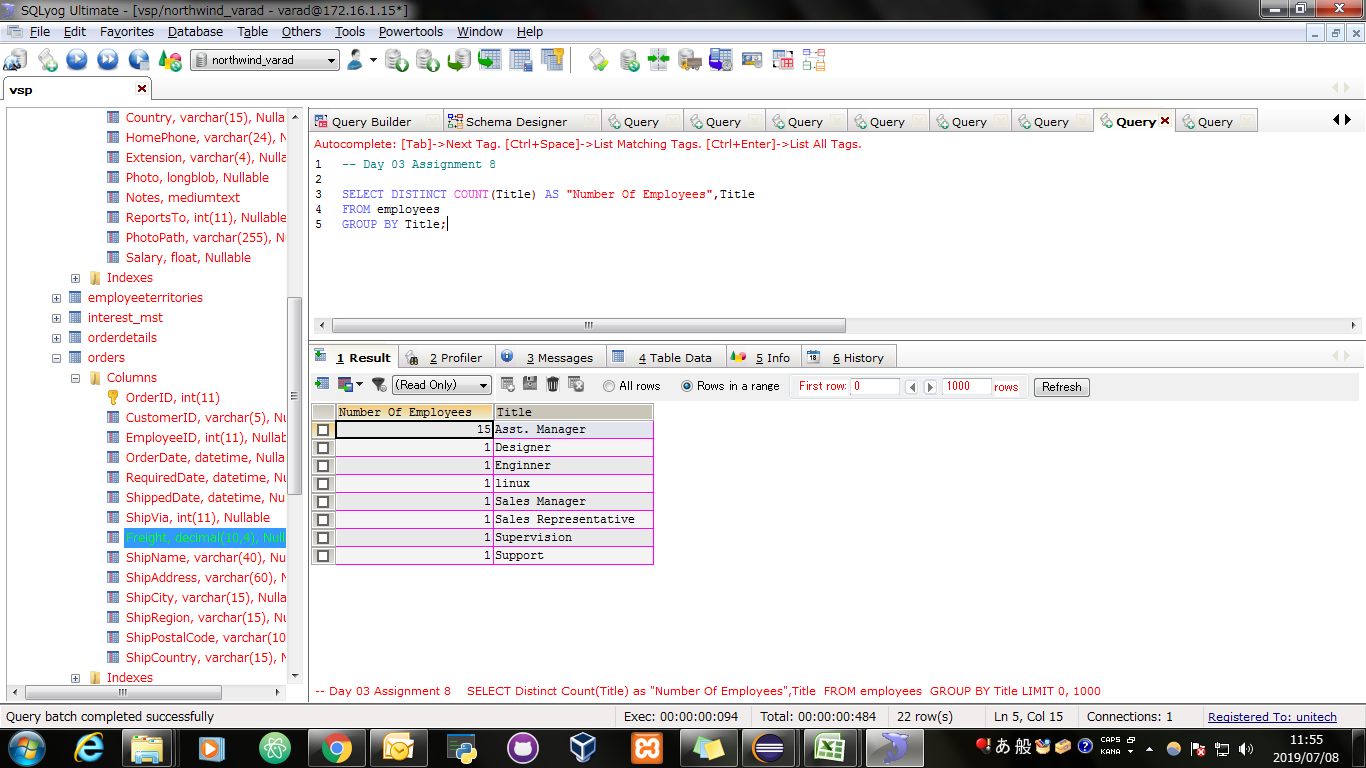 SQLyog Ultimate - [vsp/northwind_varad - varad@172.16.1.15*]
File Edit Favorites Database Table Others Tools Powertools Window Help
northwind_varad
vsp
Country, varchar(15), Nulla
HomePhone, varchar(24), N
Extension, varchar(4), Nulla
Photo, longblob, Nullable
Notes, mediumtext
ReportsTo, int(11), Nullable
PhotoPath, varchar(255), N
Salary, float, Nullable
Indexes
employeeterritories
interest_mst
orderdetails
orders
Columns
OrderID, int(11)
CustomerID, varchar(5), Nu
EmployeeID, int(11), Nullab
OrderDate, datetime, Nulla
RequiredDate, datetime, Nu
ShippedDate, datetime, Nu
ShipVia, int(11), Nullable
Freight, decimal(10,4), Null
ShipName, varchar(40), Nu
ShipAddress, varchar(60), N
ShipCity, varchar(15), Nulla
ShipRegion, varchar(15), Nu
ShipPostalCode, varchar(10
ShipCountry, varchar(15), N
Indexes
Query Builder Schema Designer Query Query Query Query Query Query Query Query
Autocomplete: [Tab]->Next Tag. [Ctrl+Space]->List Matching Tags. [Ctrl+Enter]->List All Tags.
1 -- Day 03 Assignment 8
2
3 SELECT DISTINCT COUNT(Title) AS "Number Of Employees",Title
4 FROM employees
5 GROUP BY Title;
1 Result 2 Profiler 3 Messages 4 Table Data 5 Info 18 6 History
(Read Only) All rows Rows in a range First row: 0 1000 rows Refresh
Number Of Employees Title
15 Asst. Manager
1 Designer
1 Enginner
1 linux
1 Sales Manager
1 Sales Representative
1 Supervision
1 Support
-- Day 03 Assignment 8 SELECT Distinct Count(Title) as "Number Of Employees",Title FROM employees GROUP BY Title LIMIT 0, 1000
Query batch completed successfully Exec: 00:00:00:094 Total: 00:00:00:484 22 row(s) Ln 5, Col 15 Connections: 1 Registered To: unitech
あ 般 CAPS KANA
11:55
2019/07/08